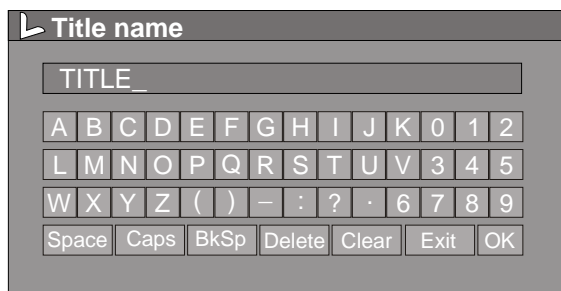 Title name
TITLE_
A B C D E F G H I J K 0 1 2
L M N O P Q R S T U V 3 4 5
W X Y Z ( ) – : ? · 6 7 8 9
Space Caps BkSp Delete Clear Exit OK